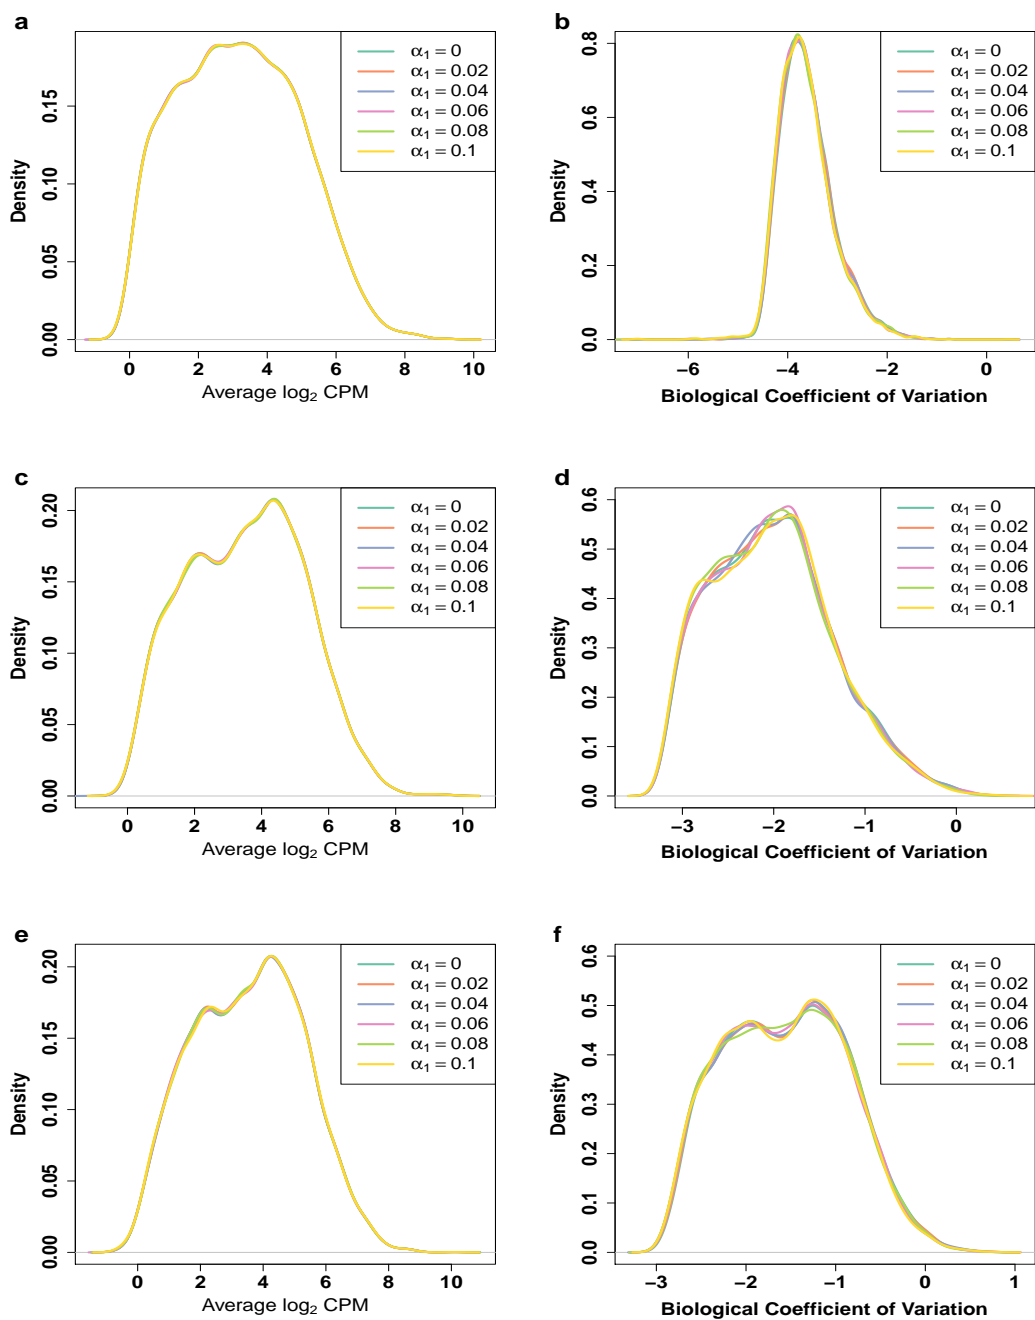 a
α1 = 0
α1 = 0.02
α1 = 0.04
α1 = 0.06
α1 = 0.08
α1 = 0.1
Density
0.00 0.05 0.10 0.15
0 2 4 6 8 10
Average log2 CPM
b
α1 = 0
α1 = 0.02
α1 = 0.04
α1 = 0.06
α1 = 0.08
α1 = 0.1
Density
0.0 0.2 0.4 0.6 0.8
−6 −4 −2 0
Biological Coefficient of Variation
c
α1 = 0
α1 = 0.02
α1 = 0.04
α1 = 0.06
α1 = 0.08
α1 = 0.1
Density
0.00 0.05 0.10 0.15 0.20
0 2 4 6 8 10
Average log2 CPM
d
α1 = 0
α1 = 0.02
α1 = 0.04
α1 = 0.06
α1 = 0.08
α1 = 0.1
Density
0.0 0.1 0.2 0.3 0.4 0.5 0.6
−3 −2 −1 0
Biological Coefficient of Variation
e
α1 = 0
α1 = 0.02
α1 = 0.04
α1 = 0.06
α1 = 0.08
α1 = 0.1
Density
0.00 0.05 0.10 0.15 0.20
0 2 4 6 8 10
Average log2 CPM
f
α1 = 0
α1 = 0.02
α1 = 0.04
α1 = 0.06
α1 = 0.08
α1 = 0.1
Density
0.0 0.1 0.2 0.3 0.4 0.5 0.6
−3 −2 −1 0 1
Biological Coefficient of Variation